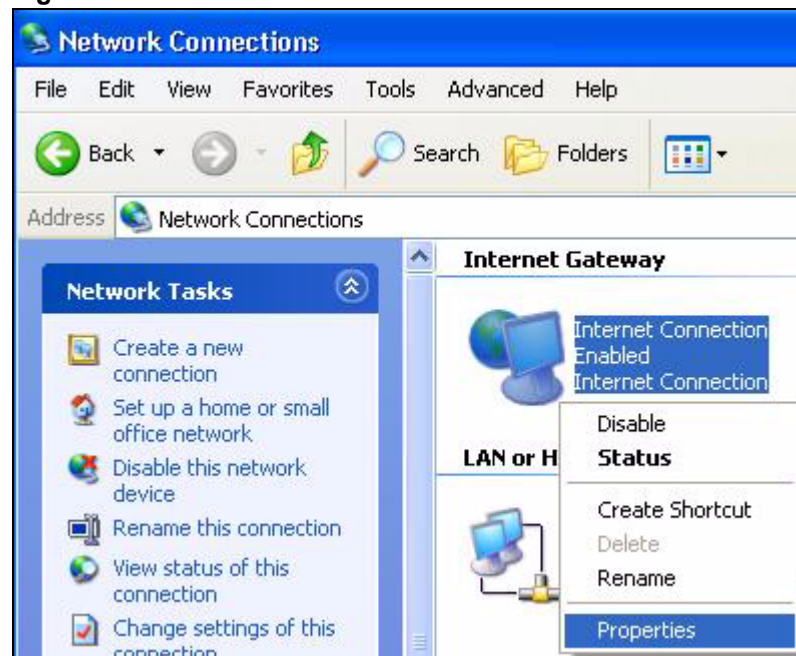 Network Connections
File Edit View Favorites Tools Advanced Help
Back Search Folders
Address Network Connections
Network Tasks
Create a new
connection
Set up a home or small
office network
Disable this network
device
Rename this connection
View status of this
connection
Change settings of this
connection
Internet Gateway
Internet Connection
Enabled
Internet Connection
LAN or H
Disable
Status
Create Shortcut
Delete
Rename
Properties